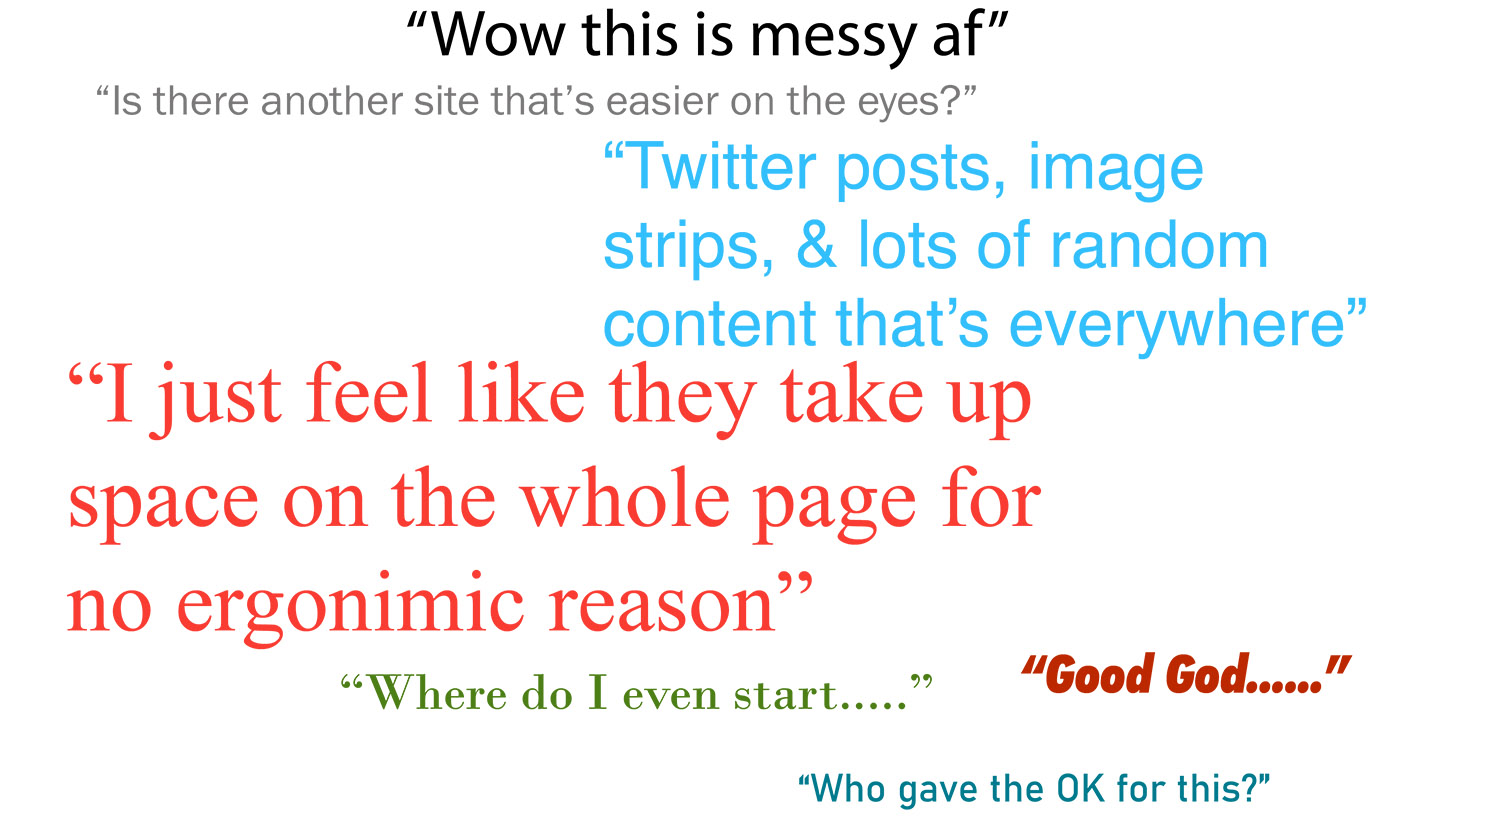 “Wow this is messy af”
“Is there another site that’s easier on the eyes?”
“Twitter posts, image
strips, & lots of random
content that’s everywhere”
“I just feel like they take up
space on the whole page for
no ergonimic reason”
“Where do I even start.....”
“Good God......”
“Who gave the OK for this?”